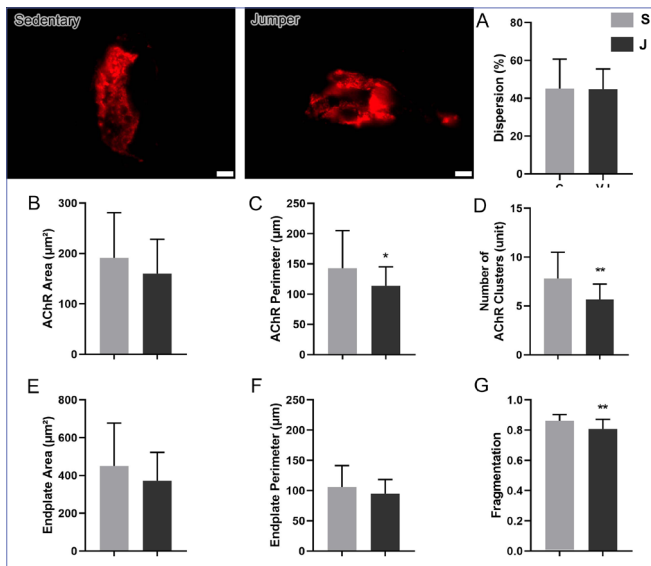 Sedentary
Jumper
A
S
J
Dispersion (%)
80
60
40
20
0
B
AChR Area (µm²)
300
200
100
0
C
AChR Perimeter (µm)
250
200
150
100
50
0
*
D
Number of
AChR Clusters (unit)
15
10
5
0
**
E
Endplate Area (µm²)
800
600
400
200
0
F
Endplate Perimeter (µm)
250
200
150
100
50
0
G
Fragmentation
1.0
0.8
0.6
0.4
0.2
0.0
**